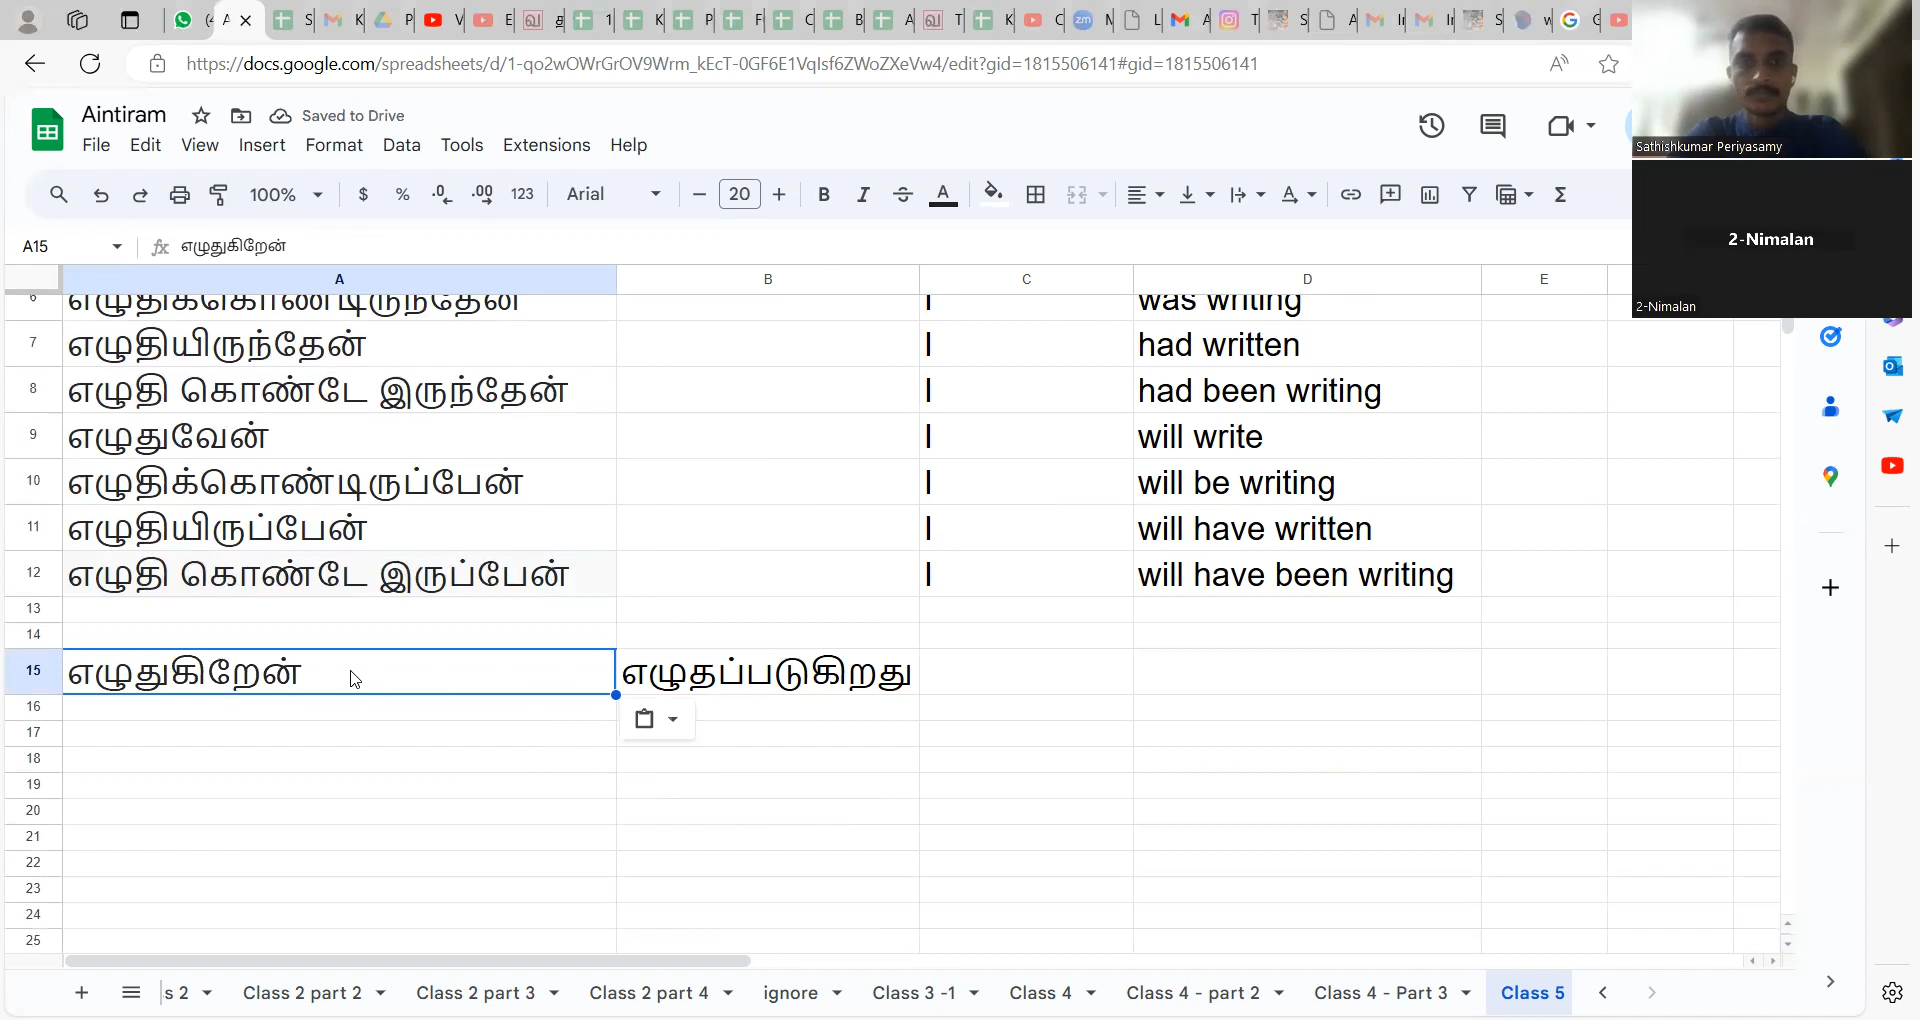 https://docs.google.com/spreadsheets/d/1-qo2wOWrGrOV9Wrm_kEcT-0GF6E1VqIsf6ZWoZXeVw4/edit?gid=1815506141#gid=1815506141
Aintiram
Saved to Drive
File Edit View Insert Format Data Tools Extensions Help
100% $ % .0 .00 123 Arial 20 B I A
A15 fx எழுதுகிறேன்
A B C D E
6 எழுதிக்கொண்டிருந்தேன் I was writing
7 எழுதியிருந்தேன் I had written
8 எழுதி கொண்டே இருந்தேன் I had been writing
9 எழுதுவேன் I will write
10 எழுதிக்கொண்டிருப்பேன் I will be writing
11 எழுதியிருப்பேன் I will have written
12 எழுதி கொண்டே இருப்பேன் I will have been writing
13
14
15 எழுதுகிறேன் எழுதப்படுகிறது
16
17
18
19
20
21
22
23
24
25
s 2 Class 2 part 2 Class 2 part 3 Class 2 part 4 ignore Class 3 -1 Class 4 Class 4 - part 2 Class 4 - Part 3 Class 5
Sathishkumar Periyasamy
2-Nimalan
2-Nimalan